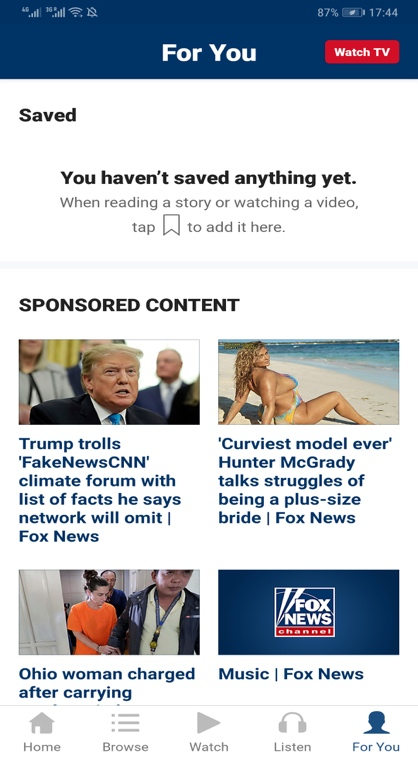 4G 3G R 87% 17:44
For You
Watch TV
Saved
You haven't saved anything yet.
When reading a story or watching a video,
tap to add it here.
SPONSORED CONTENT
Trump trolls
'FakeNewsCNN'
climate forum with
list of facts he says
network will omit |
Fox News
'Curviest model ever'
Hunter McGrady
talks struggles of
being a plus-size
bride | Fox News
Ohio woman charged
after carrying
FOX
NEWS
channel
Music | Fox News
Home Browse Watch Listen For You